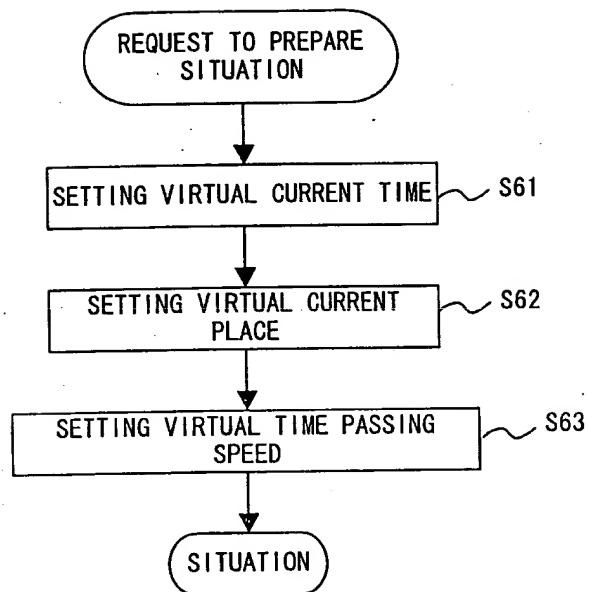 REQUEST TO PREPARE
SITUATION
SETTING VIRTUAL CURRENT TIME
S61
SETTING VIRTUAL CURRENT
PLACE
S62
SETTING VIRTUAL TIME PASSING
SPEED
S63
SITUATION